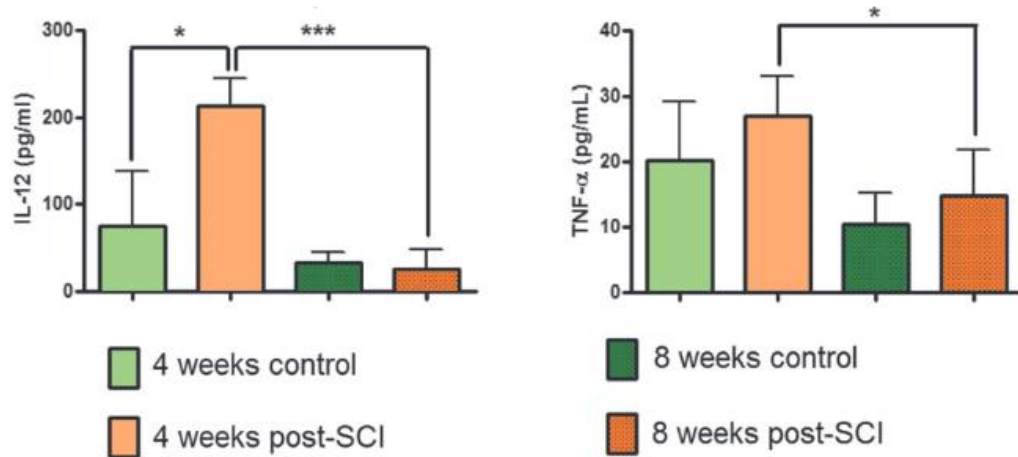 * ***
300
200
100
0
IL-12 (pg/ml)
*
40
30
20
10
0
TNF-α (pg/mL)
4 weeks control
4 weeks post-SCI
8 weeks control
8 weeks post-SCI